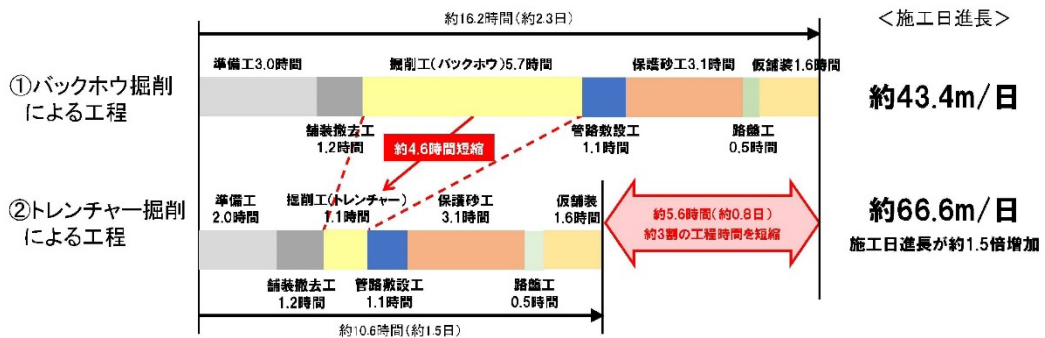 約16.2時間(約2.3日)
＜施工日進長＞
①バックホウ掘削
による工程
準備工3.0時間
掘削工(バックホウ)5.7時間
保護砂工3.1時間
仮舗装1.6時間
約43.4m/日
舗装撤去工
1.2時間
約4.6時間短縮
管路敷設工
1.1時間
路盤工
0.5時間
②トレンチャー掘削
による工程
準備工
2.0時間
掘削工(トレンチャー)
1.1時間
保護砂工
3.1時間
仮舗装
1.6時間
約5.6時間(約0.8日)
約3割の工程時間を短縮
約66.6m/日
施工日進長が約1.5倍増加
舗装撤去工
1.2時間
管路敷設工
1.1時間
路盤工
0.5時間
約10.6時間(約1.5日)